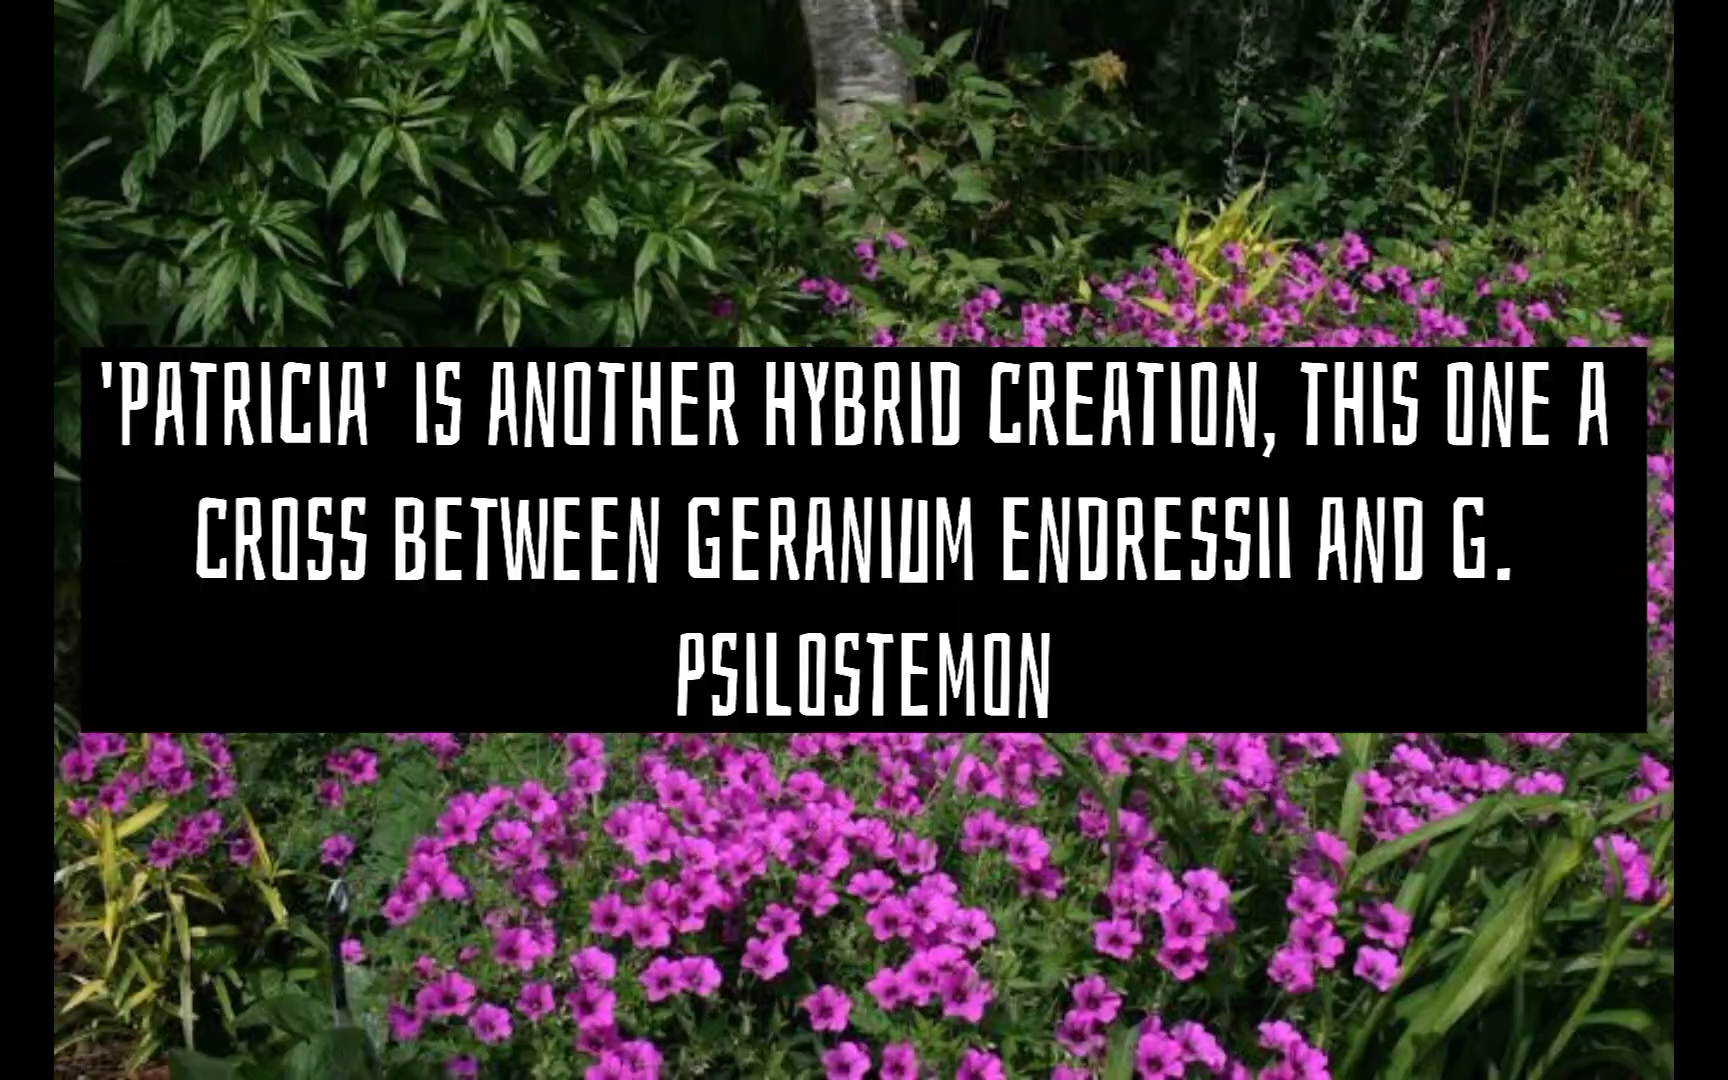 'PATRICIA' IS ANOTHER HYBRID CREATION, THIS ONE A
CROSS BETWEEN GERANIUM ENDRESSII AND G.
PSILOSTEMON